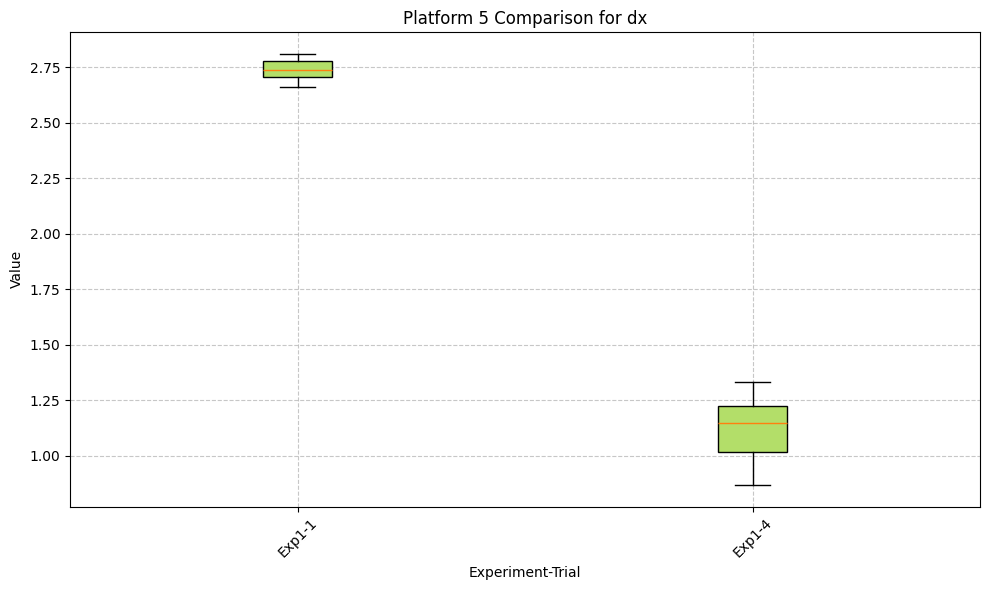 Platform 5 Comparison for dx
2.75
2.50
2.25
2.00
1.75
1.50
1.25
1.00
Value
Exp1-1
Exp1-4
Experiment-Trial